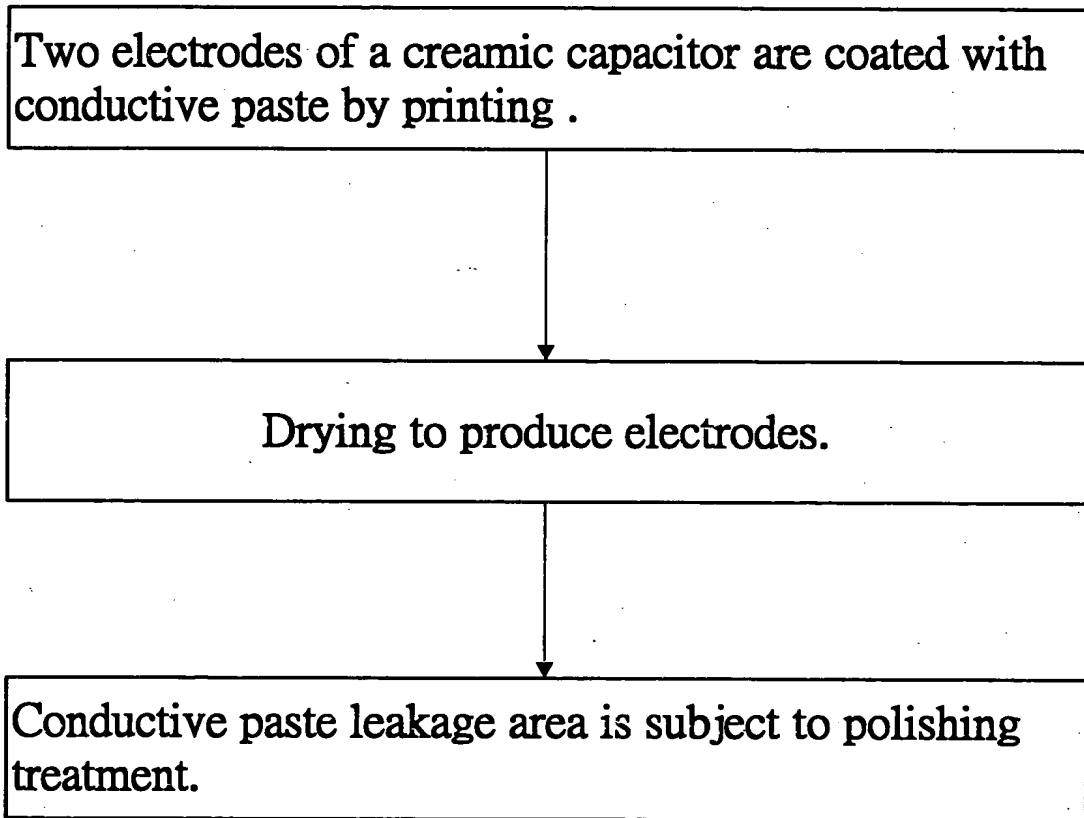 Two electrodes of a creamic capacitor are coated with
conductive paste by printing .
Drying to produce electrodes.
Conductive paste leakage area is subject to polishing
treatment.